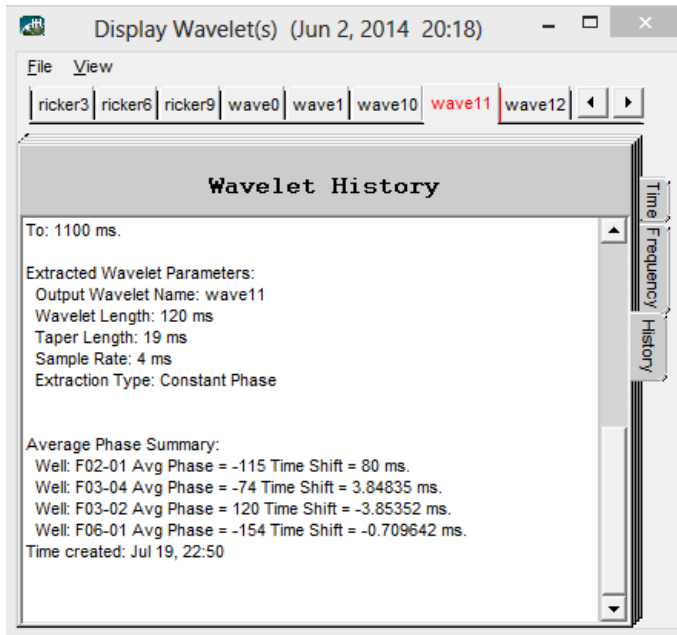 Display Wavelet(s) (Jun 2, 2014 20:18)
File View
ricker3 ricker6 ricker9 wave0 wave1 wave10 wave11 wave12
Wavelet History
Time
Frequency
History
To: 1100 ms.
Extracted Wavelet Parameters:
Output Wavelet Name: wave11
Wavelet Length: 120 ms
Taper Length: 19 ms
Sample Rate: 4 ms
Extraction Type: Constant Phase
Average Phase Summary:
Well: F02-01 Avg Phase = -115 Time Shift = 80 ms.
Well: F03-04 Avg Phase = -74 Time Shift = 3.84835 ms.
Well: F03-02 Avg Phase = 120 Time Shift = -3.85352 ms.
Well: F06-01 Avg Phase = -154 Time Shift = -0.709642 ms.
Time created: Jul 19, 22:50